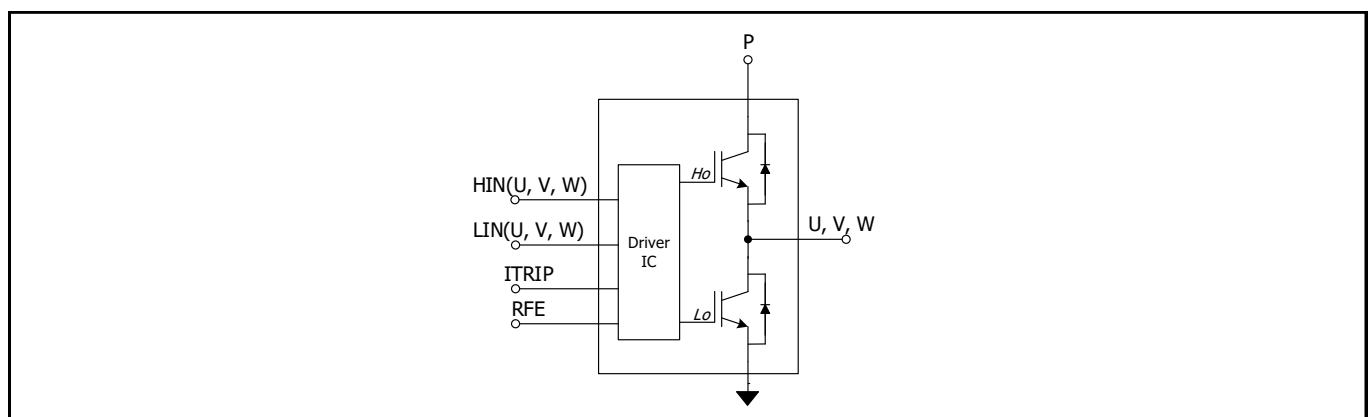 P
HIN(U, V, W)
Ho
U, V, W
LIN(U, V, W)
Driver
IC
ITRIP
RFE
Lo